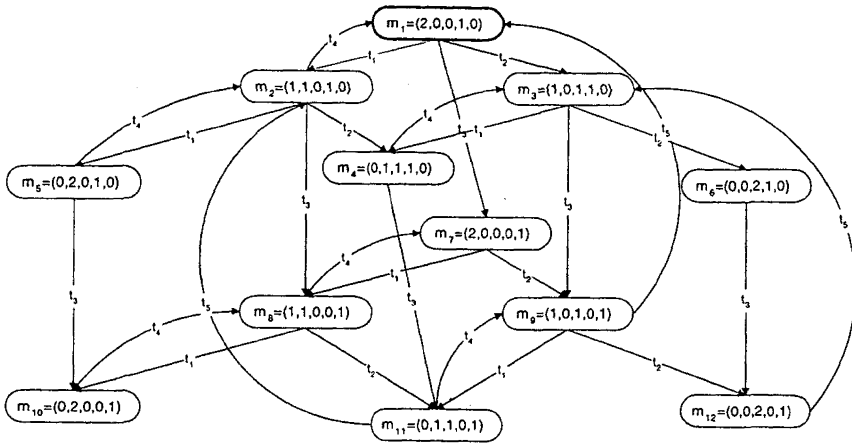 m1=(2,0,0,1,0)
t4
t1
t2
m2=(1,1,0,1,0)
m3=(1,0,1,1,0)
t4
t1
t2
t4
t3
t1
t2
t5
m5=(0,2,0,1,0)
m4=(0,1,1,1,0)
m6=(0,0,2,1,0)
t3
t3
t5
m7=(2,0,0,0,1)
t4
t1
t2
t3
t3
t3
t5
m8=(1,1,0,0,1)
m9=(1,0,1,0,1)
t4
t1
t2
t4
t1
t2
m10=(0,2,0,0,1)
m11=(0,1,1,0,1)
m12=(0,0,2,0,1)